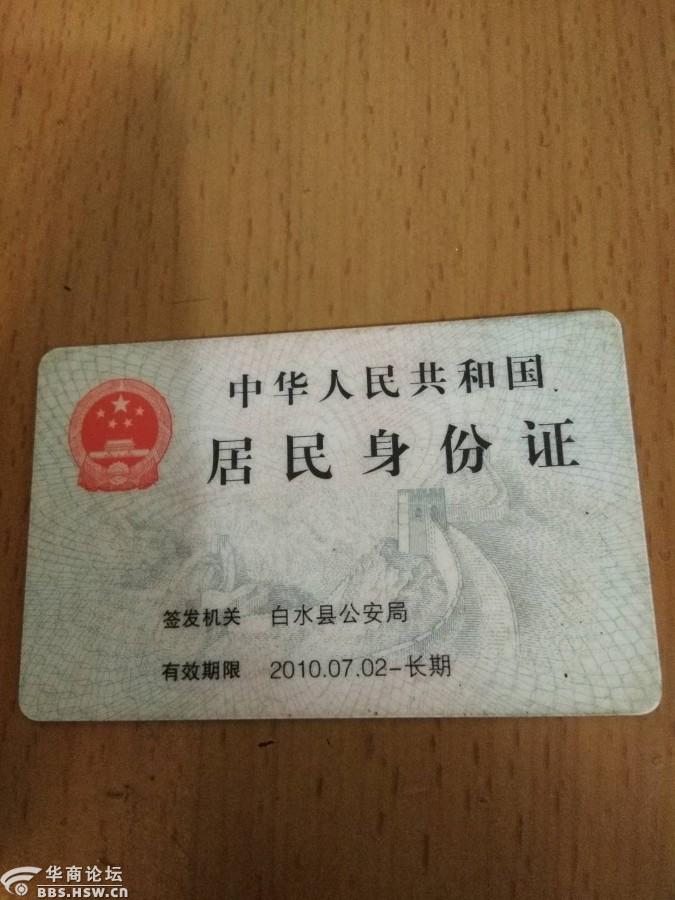 中华人民共和国
居民身份证
签发机关 白水县公安局
有效期限 2010.07.02-长期
华商论坛
BBS.HSW.CN